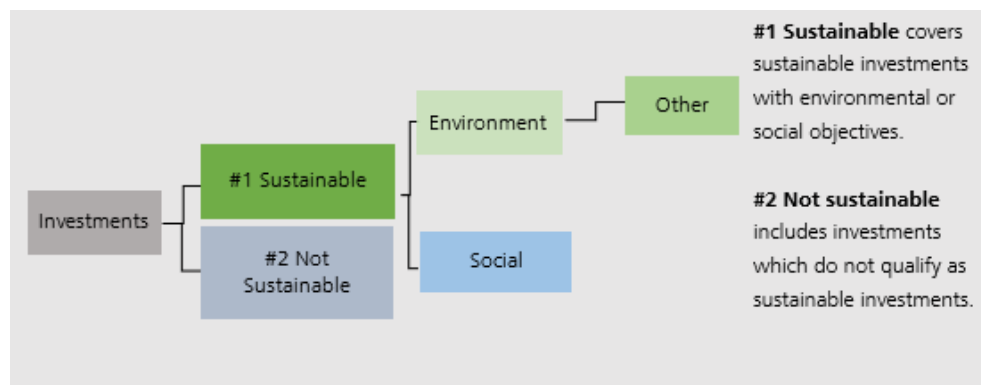 Investments
#1 Sustainable
#2 Not
Sustainable
Environment
Social
Other
#1 Sustainable covers
sustainable investments
with environmental or
social objectives.
#2 Not sustainable
includes investments
which do not qualify as
sustainable investments.